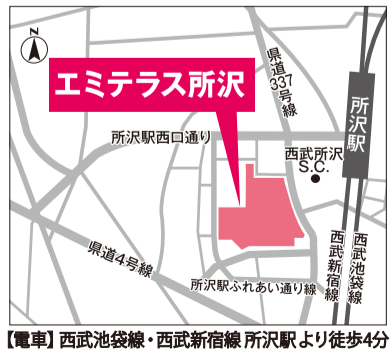 N
エミテラス所沢
県道337号線
所沢駅
所沢駅西口通り
西武所沢
S.C.
県道4号線
所沢駅ふれあい通り線
西武新宿線
西武池袋線
【電車】西武池袋線・西武新宿線 所沢駅より徒歩4分